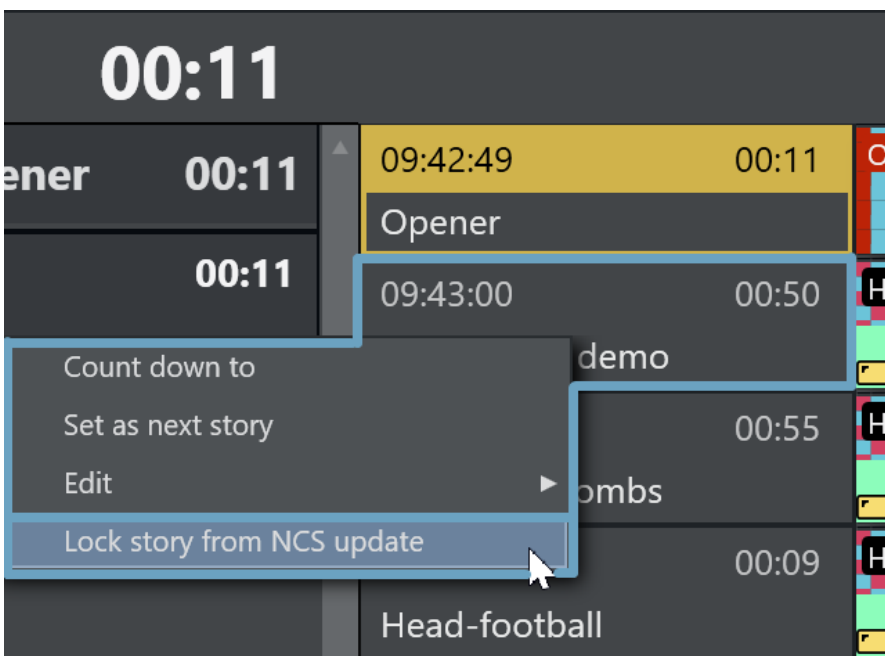 00:11
ener 00:11
00:11
09:42:49 00:11
Opener
09:43:00 00:50
demo
Count down to
Set as next story
Edit
Lock story from NCS update
00:55
ombs
00:09
Head-football
O
H
H
H